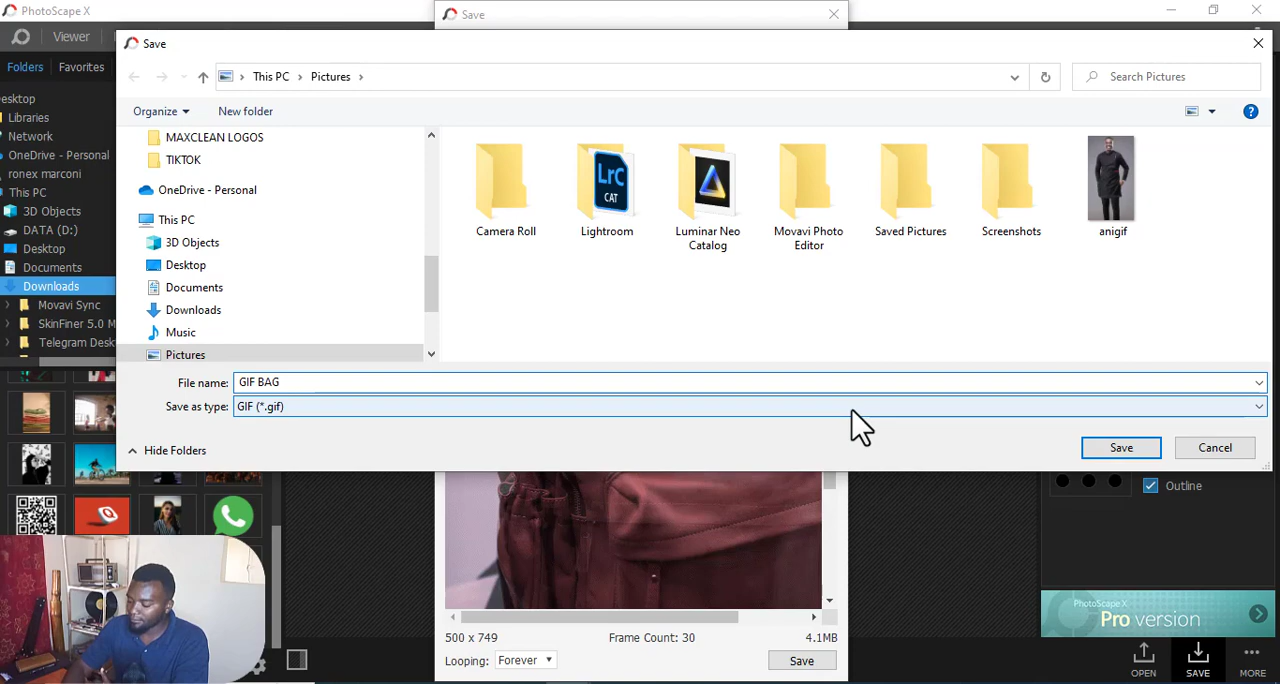 PhotoScape X
Save
Viewer
Save
Folders
Favorites
This PC
Pictures
Search Pictures
Organize
New folder
esktop
Libraries
Network
OneDrive - Personal
ronex marconi
This PC
3D Objects
DATA (D:)
Desktop
Documents
Downloads
Movavi Sync
SkinFiner 5.0 M
Telegram Desk
MAXCLEAN LOGOS
TIKTOK
OneDrive - Personal
This PC
3D Objects
Desktop
Documents
Downloads
Music
Pictures
LrC
CAT
Camera Roll
Lightroom
Luminar Neo
Catalog
Movavi Photo
Editor
Saved Pictures
Screenshots
anigif
File name: GIF BAG
Save as type: GIF (*.gif)
Hide Folders
Save
Cancel
Outline
PhotoScape X
Pro version
500 x 749
Frame Count: 30
4.1MB
Looping: Forever
Save
OPEN
SAVE
MORE